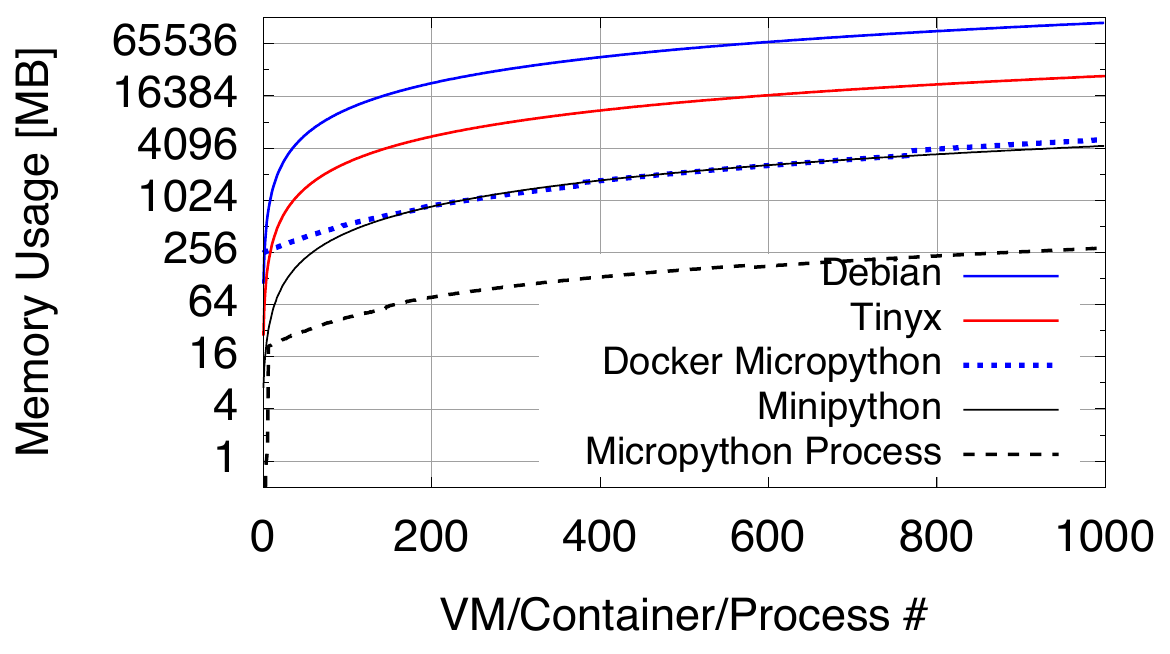 Memory Usage [MB]
65536
16384
4096
1024
256
64
16
4
1
Debian
Tinyx
Docker Micropython
Minipython
Micropython Process
0 200 400 600 800 1000
VM/Container/Process #